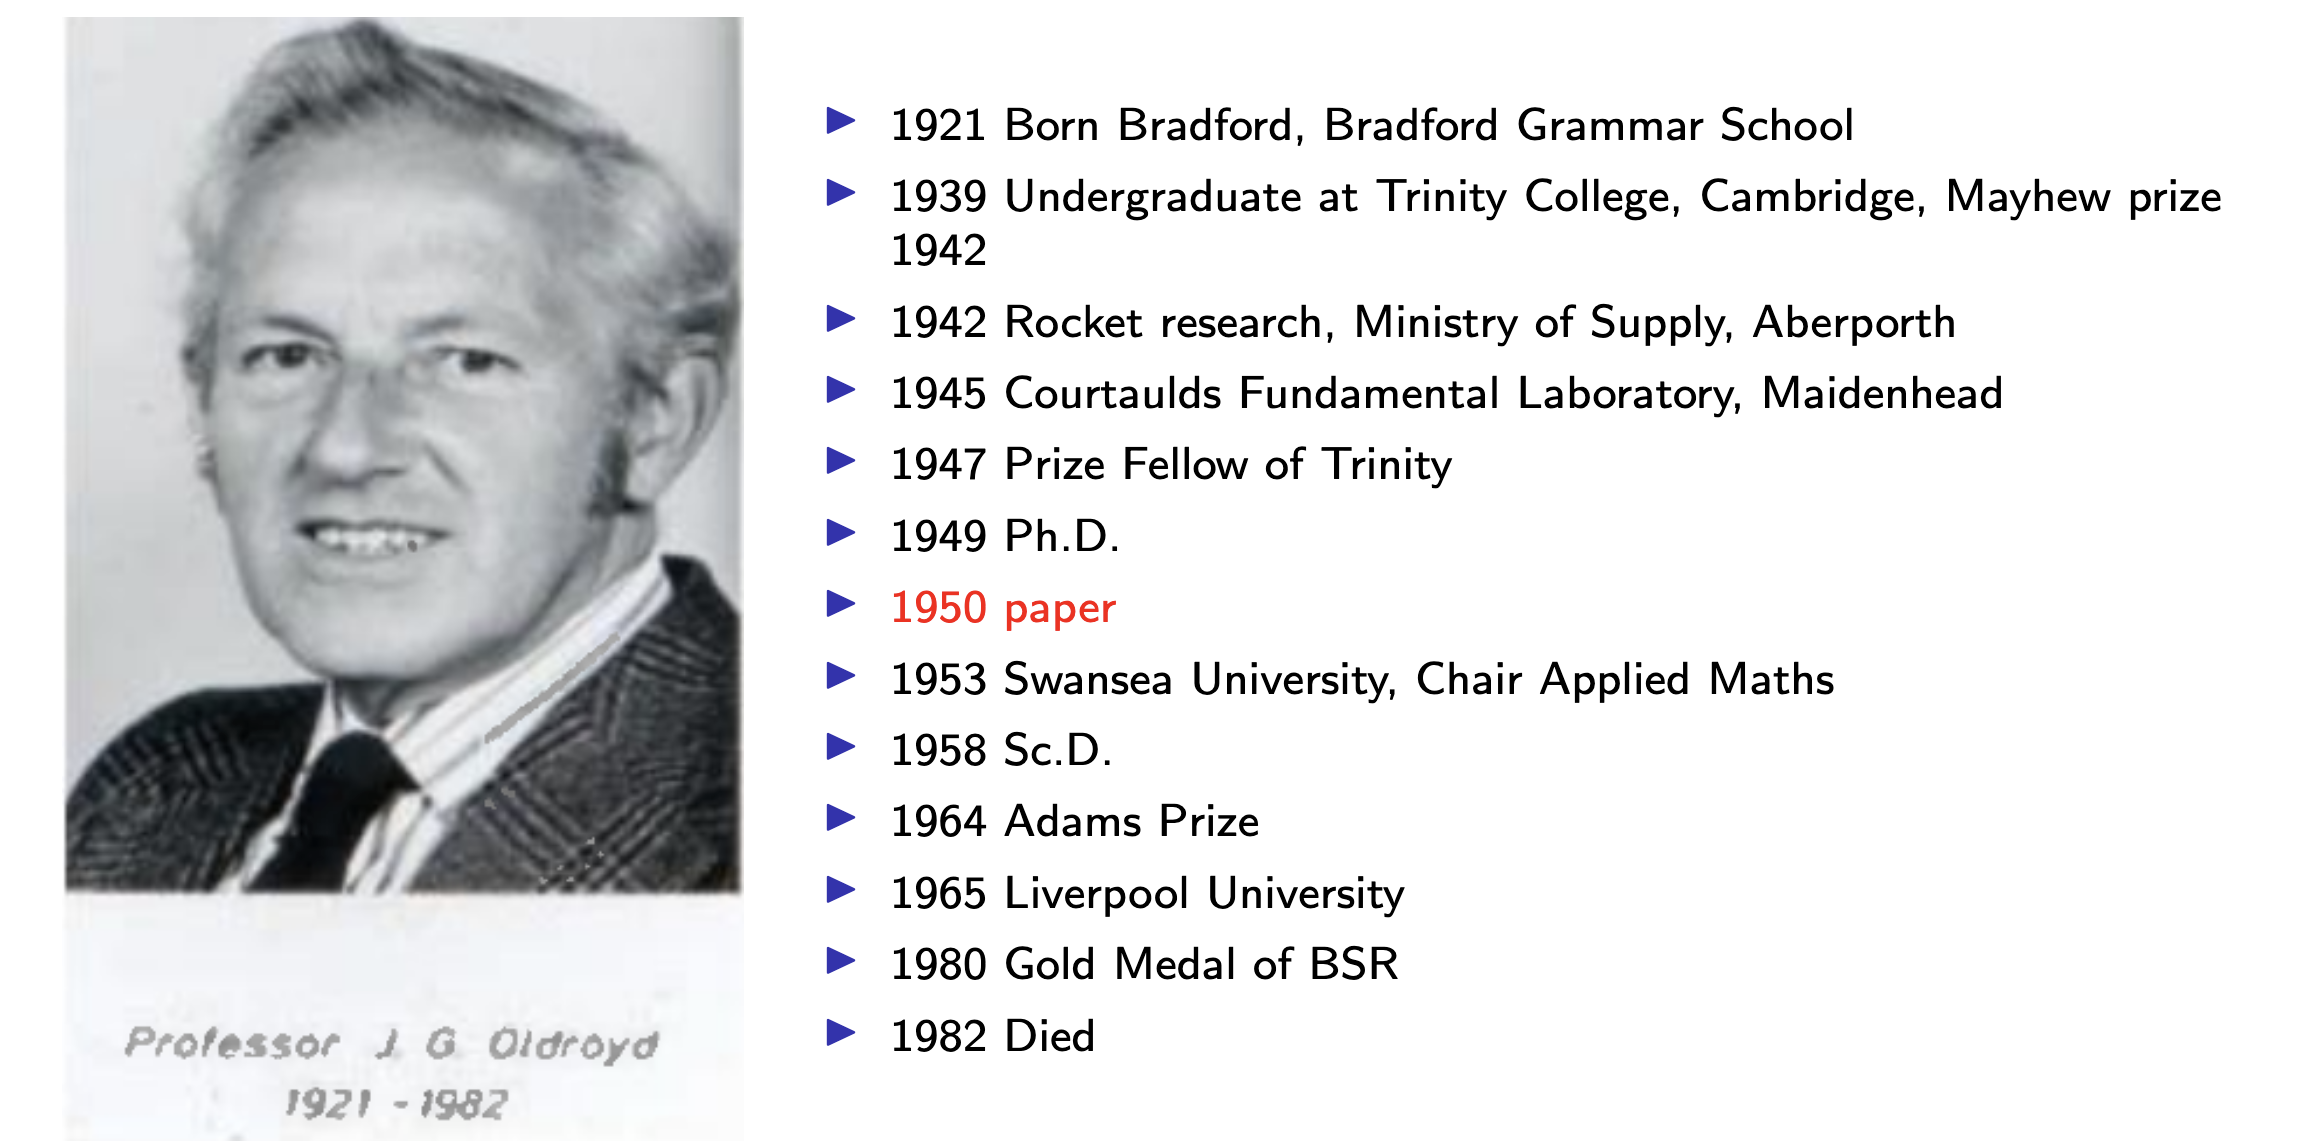 1921 Born Bradford, Bradford Grammar School
1939 Undergraduate at Trinity College, Cambridge, Mayhew prize
1942
1942 Rocket research, Ministry of Supply, Aberporth
1945 Courtaulds Fundamental Laboratory, Maidenhead
1947 Prize Fellow of Trinity
1949 Ph.D.
1950 paper
1953 Swansea University, Chair Applied Maths
1958 Sc.D.
1964 Adams Prize
1965 Liverpool University
1980 Gold Medal of BSR
1982 Died
Professor J. G. Oldroyd
1921 - 1982